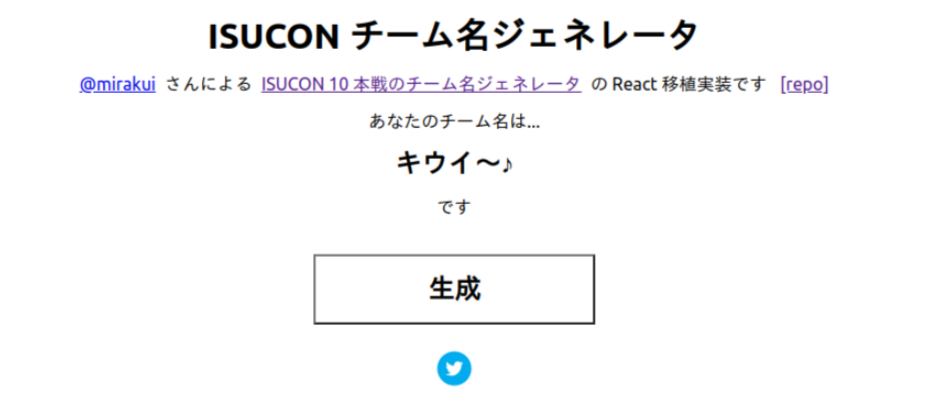 ISUCON チーム名ジェネレータ
@mirakui さんによる ISUCON 10 本戦のチーム名ジェネレータ の React 移植実装です [repo]
あなたのチーム名は...
キウイ〜♪
です
生成